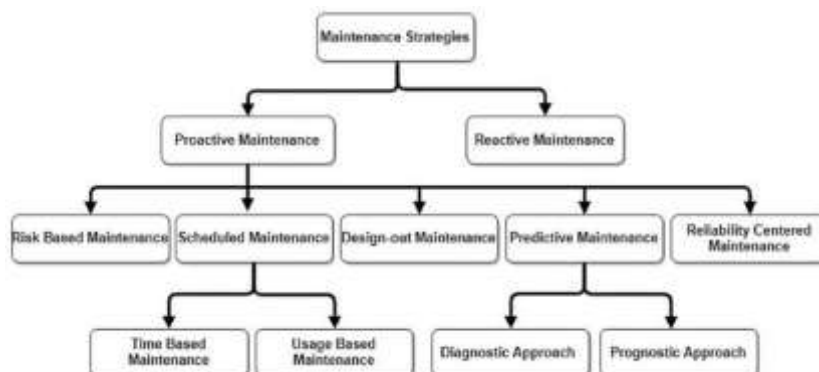 Maintenance Strategies
Proactive Maintenance
Reactive Maintenance
Risk Based Maintenance
Scheduled Maintenance
Design-out Maintenance
Predictive Maintenance
Reliability Centered
Maintenance
Time Based
Maintenance
Usage Based
Maintenance
Diagnostic Approach
Prognostic Approach